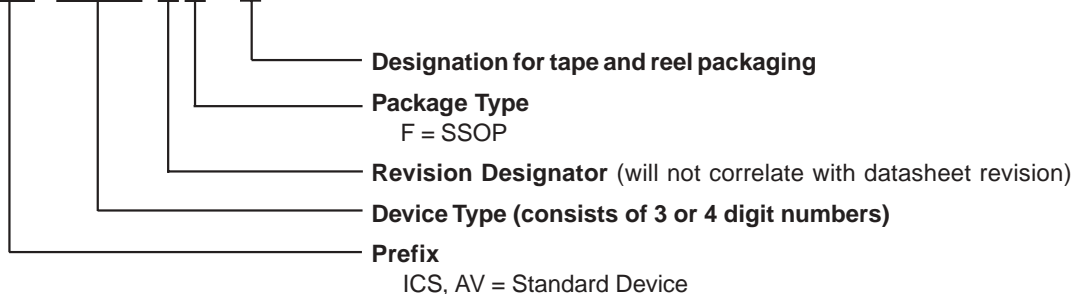 Designation for tape and reel packaging
Package Type
F = SSOP
Revision Designator (will not correlate with datasheet revision)
Device Type (consists of 3 or 4 digit numbers)
Prefix
ICS, AV = Standard Device